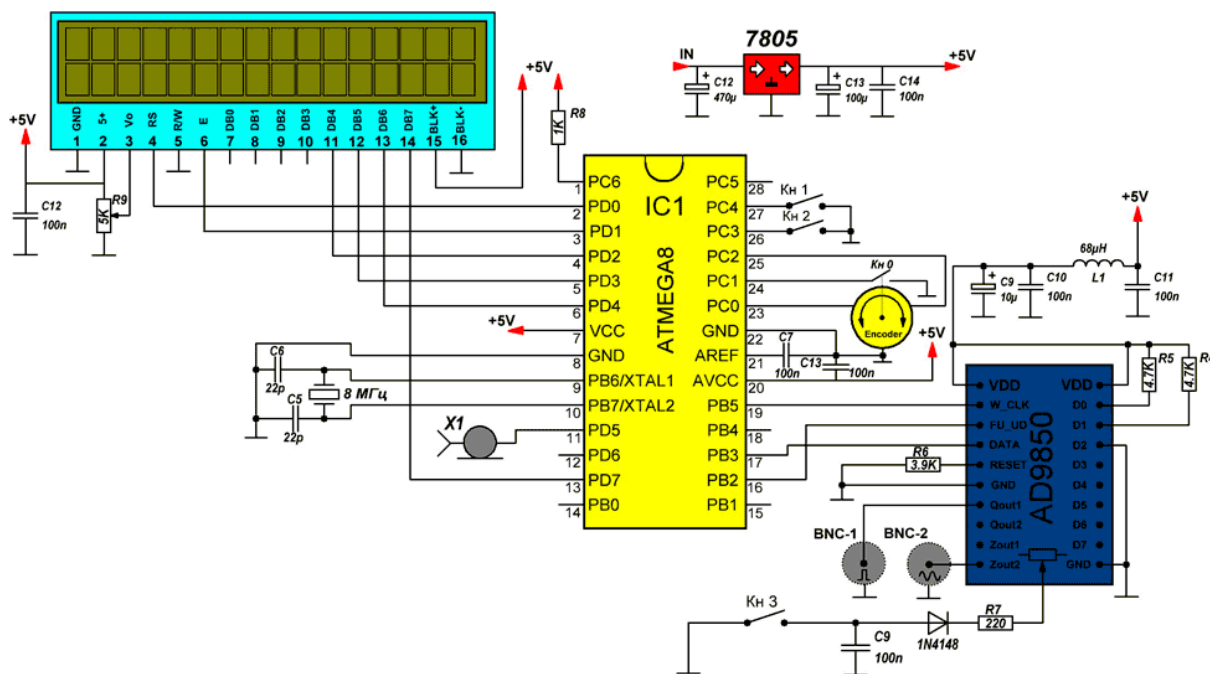 7805
IN
+5V
C12
470µ
C13
100µ
C14
100n
+
+
GND
5+
Vo
RS
R/W
E
DB0
DB1
DB2
DB3
DB4
DB5
DB6
DB7
BLK+
BLK-
1 2 3 4 5 6 7 8 9 10 11 12 13 14 15 16
+5V
+5V
+5V
R8
1K
C12
100n
R9
5K
IC1
ATMEGA8
PC6 1
PD0 2
PD1 3
PD2 4
PD3 5
PD4 6
VCC 7
GND 8
PB6/XTAL1 9
PB7/XTAL2 10
PD5 11
PD6 12
PD7 13
PB0 14
PC5 28
PC4 27
PC3 26
PC2 25
PC1 24
PC0 23
GND 22
AREF 21
AVCC 20
PB5 19
PB4 18
PB3 17
PB2 16
PB1 15
Кн 1
Кн 2
Кн 0
Encoder
+5V
C7
100n
C13
100n
+5V
C6
22p
C5
22p
8 МГц
X1
+5V
68µH
L1
+
C9
10µ
C10
100n
C11
100n
R5
4.7K
4.7K
AD9850
VDD
W_CLK
FU_UD
DATA
RESET
GND
Qout1
Qout2
Zout1
Zout2
VDD
D0
D1
D2
D3
D4
D5
D6
D7
GND
R6
3.9K
BNC-1
BNC-2
Кн 3
C9
100n
1N4148
R7
220